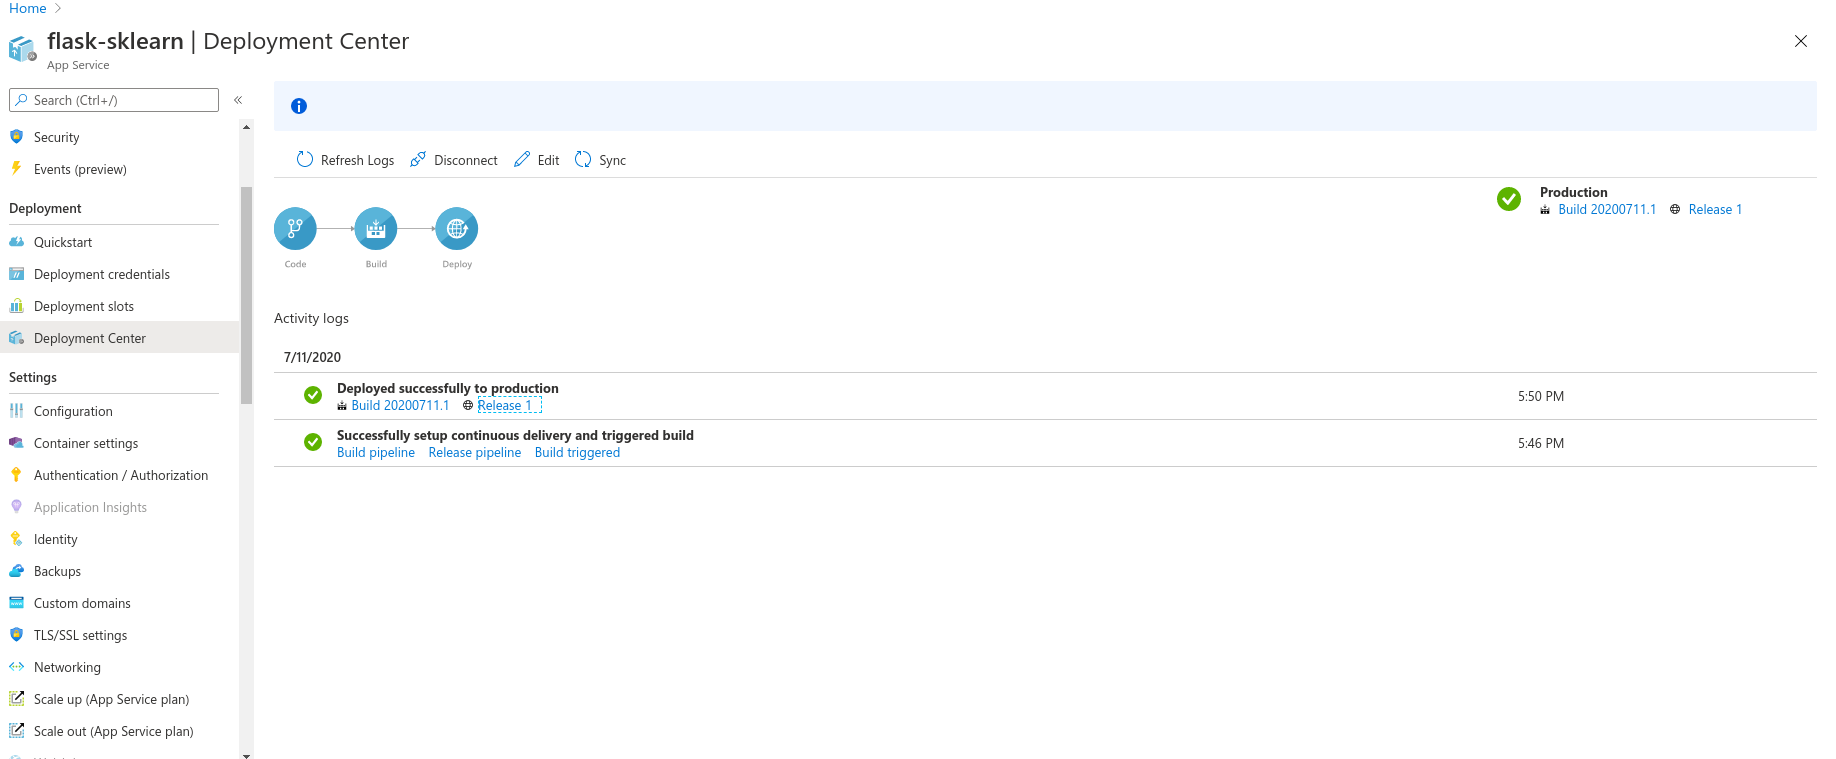 Home
flask-sklearn | Deployment Center
App Service
Search (Ctrl+/)
Security
Events (preview)
Deployment
Quickstart
Deployment credentials
Deployment slots
Deployment Center
Settings
Configuration
Container settings
Authentication / Authorization
Application Insights
Identity
Backups
Custom domains
TLS/SSL settings
Networking
Scale up (App Service plan)
Scale out (App Service plan)
Refresh Logs Disconnect Edit Sync
Production
Build 20200711.1 Release 1
Code Build Deploy
Activity logs
7/11/2020
Deployed successfully to production 5:50 PM
Build 20200711.1 Release 1
Successfully setup continuous delivery and triggered build 5:46 PM
Build pipeline Release pipeline Build triggered